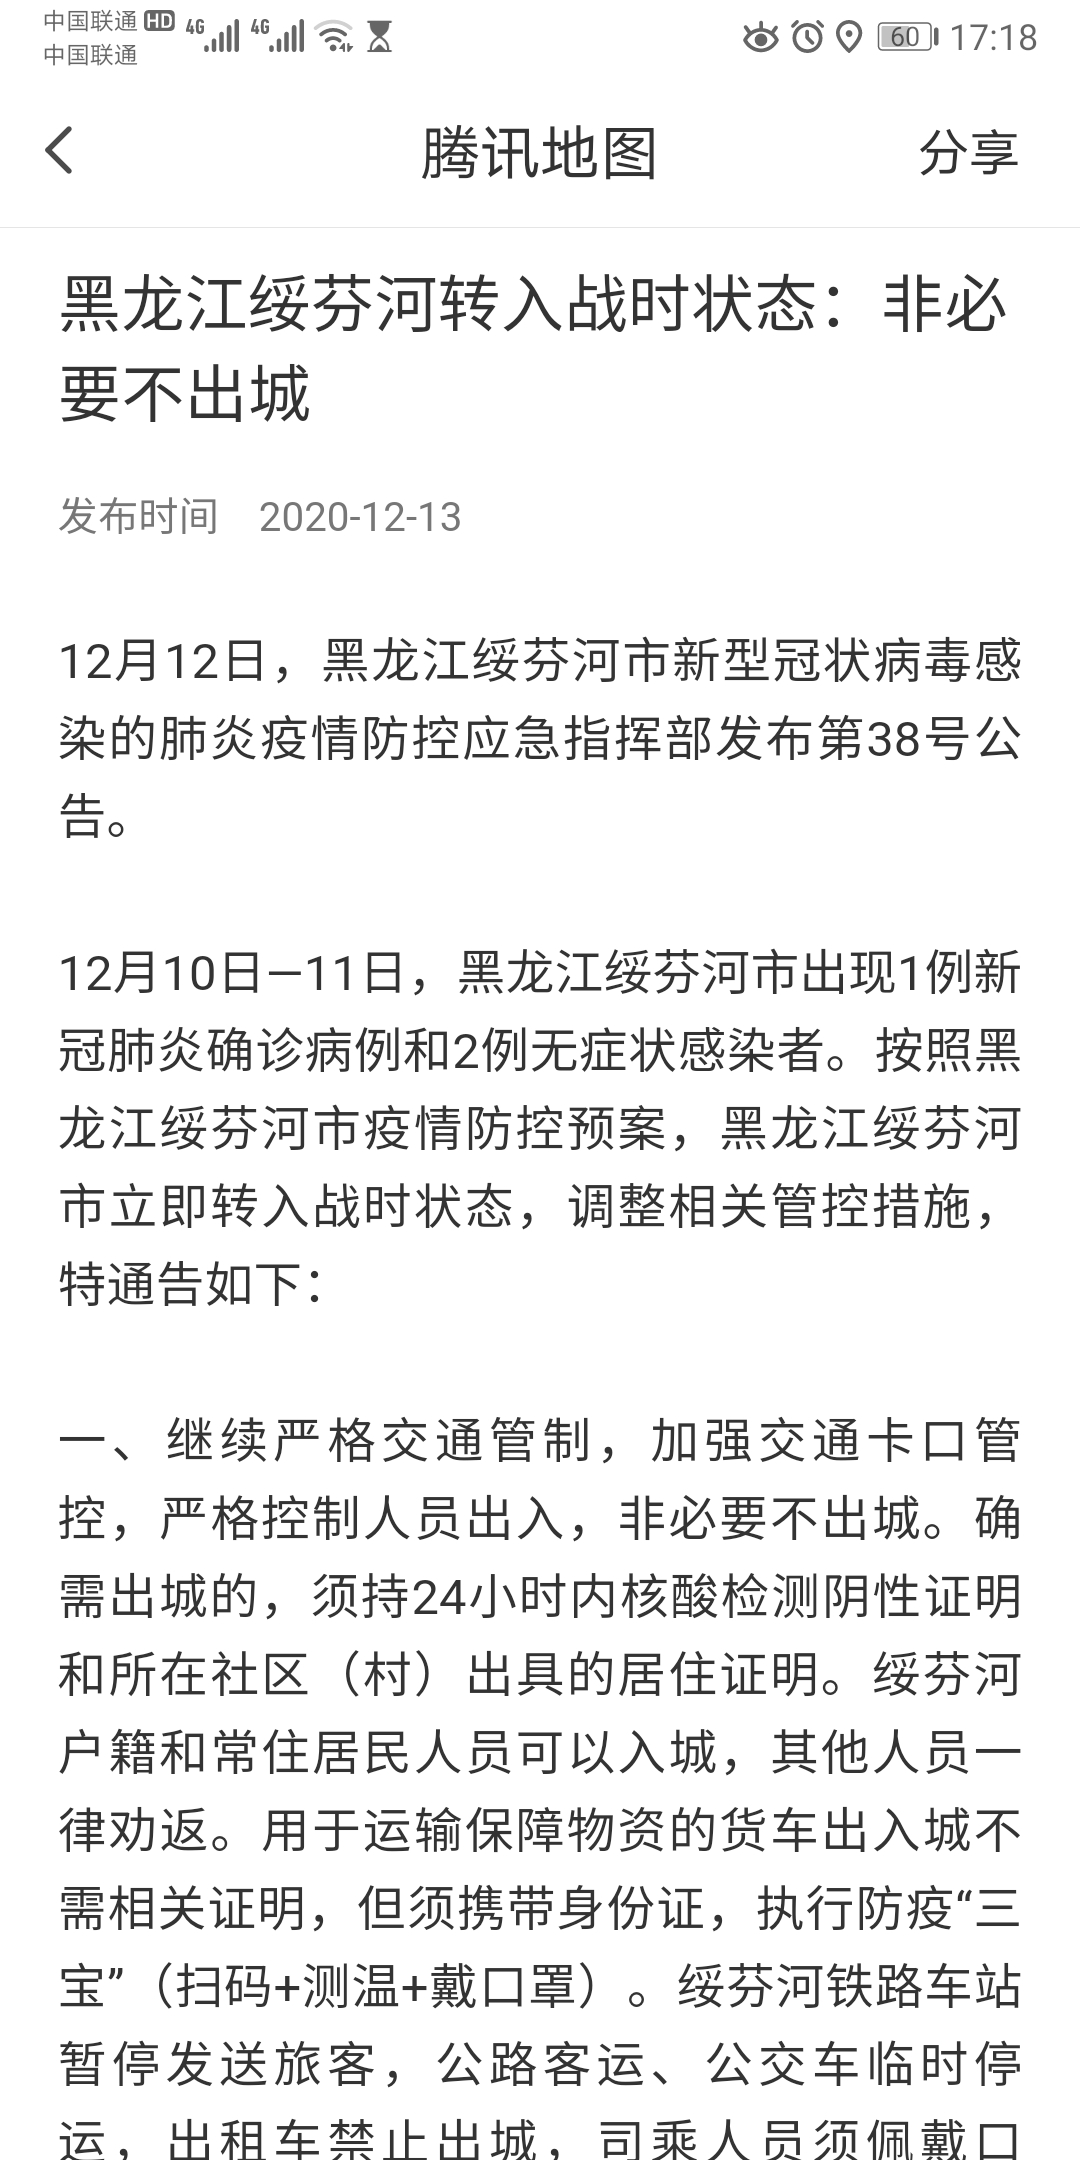 中国联通 HD 4G 4G 60 17:18
中国联通
腾讯地图 分享
黑龙江绥芬河转入战时状态：非必
要不出城
发布时间 2020-12-13
12月12日，黑龙江绥芬河市新型冠状病毒感
染的肺炎疫情防控应急指挥部发布第38号公
告。
12月10日—11日，黑龙江绥芬河市出现1例新
冠肺炎确诊病例和2例无症状感染者。按照黑
龙江绥芬河市疫情防控预案，黑龙江绥芬河
市立即转入战时状态，调整相关管控措施，
特通告如下：
一、继续严格交通管制，加强交通卡口管
控，严格控制人员出入，非必要不出城。确
需出城的，须持24小时内核酸检测阴性证明
和所在社区（村）出具的居住证明。绥芬河
户籍和常住居民人员可以入城，其他人员一
律劝返。用于运输保障物资的货车出入城不
需相关证明，但须携带身份证，执行防疫“三
宝”（扫码+测温+戴口罩）。绥芬河铁路车站
暂停发送旅客，公路客运、公交车临时停
运，出租车禁止出城，司乘人员须佩戴口